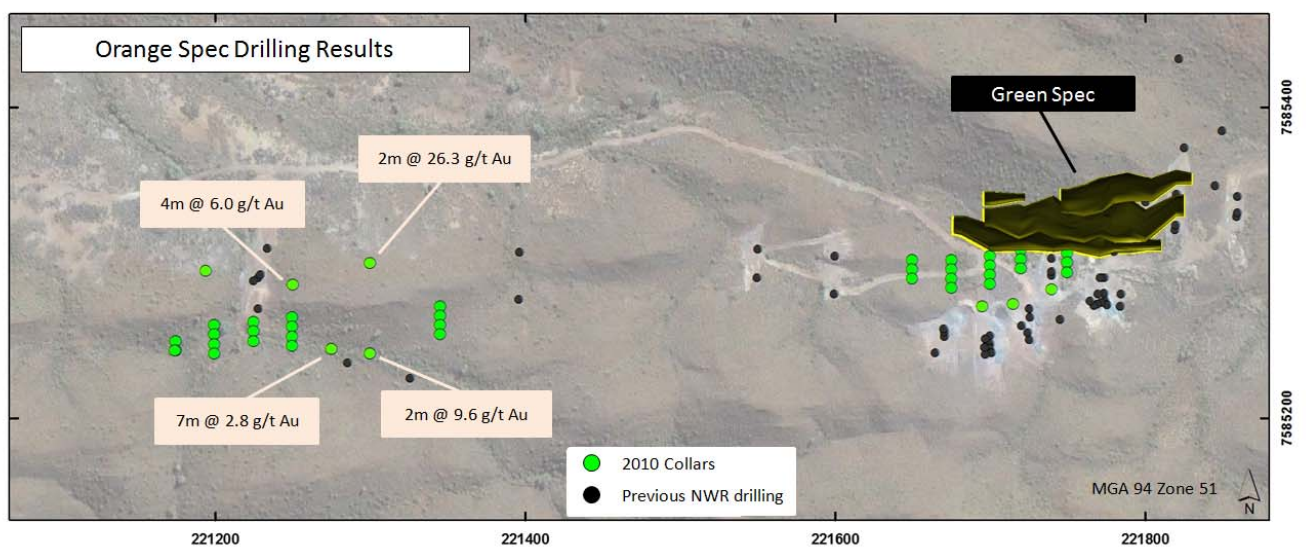 Orange Spec Drilling Results
Green Spec
7585400
2m @ 26.3 g/t Au
4m @ 6.0 g/t Au
7m @ 2.8 g/t Au
2m @ 9.6 g/t Au
7585200
2010 Collars
Previous NWR drilling
MGA 94 Zone 51
N
221200
221400
221600
221800